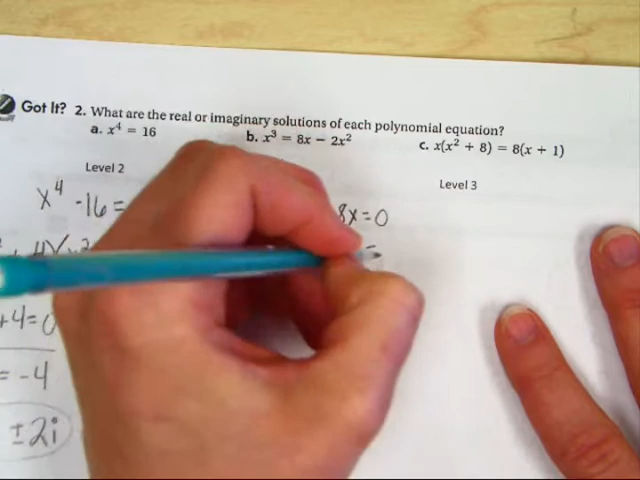 Got It? 2. What are the real or imaginary solutions of each polynomial equation?
a. x⁴ = 16
b. x³ = 8x − 2x²
c. x(x² + 8) = 8(x + 1)
Level 2
Level 3
x⁴ - 16 =
8x = 0
+4 = 0
= -4
±2i